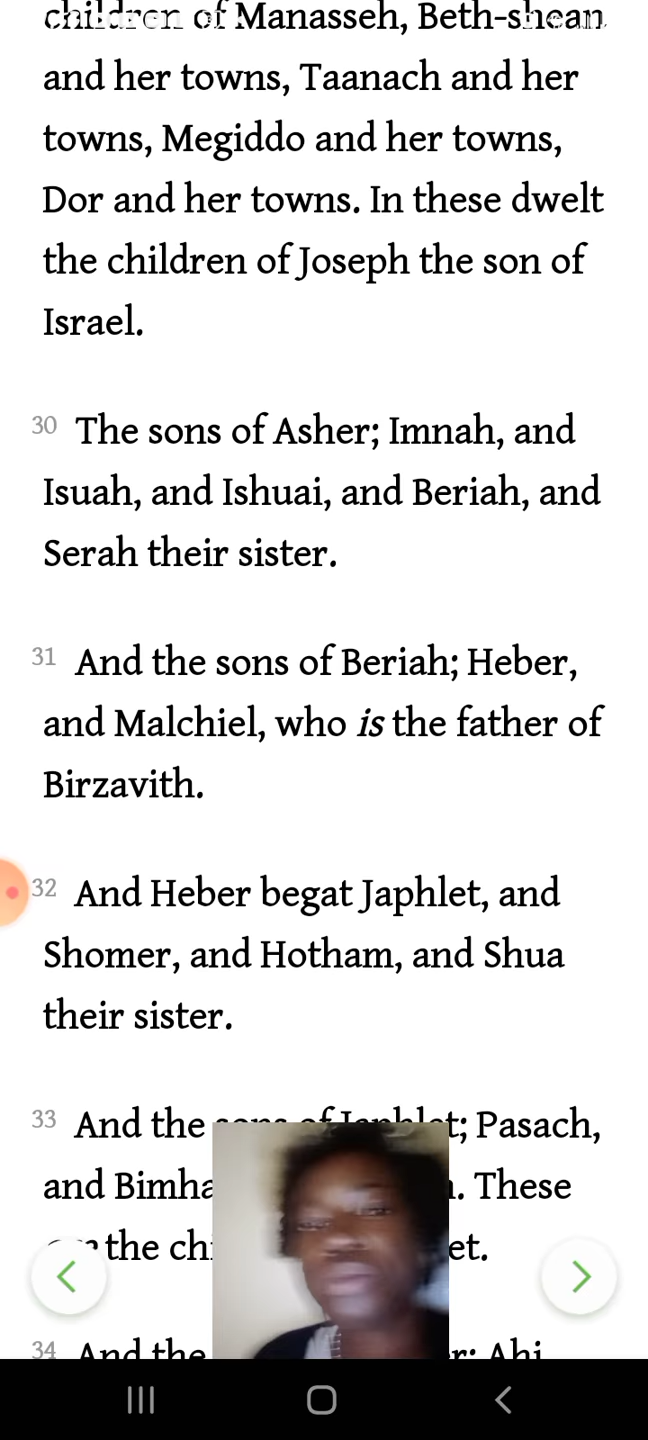 children of Manasseh, Beth-shean
and her towns, Taanach and her
towns, Megiddo and her towns,
Dor and her towns. In these dwelt
the children of Joseph the son of
Israel.
30 The sons of Asher; Imnah, and
Isuah, and Ishuai, and Beriah, and
Serah their sister.
31 And the sons of Beriah; Heber,
and Malchiel, who is the father of
Birzavith.
32 And Heber begat Japhlet, and
Shomer, and Hotham, and Shua
their sister.
33 And the sons of Japhlet; Pasach,
and These
the
34 And the Ahi